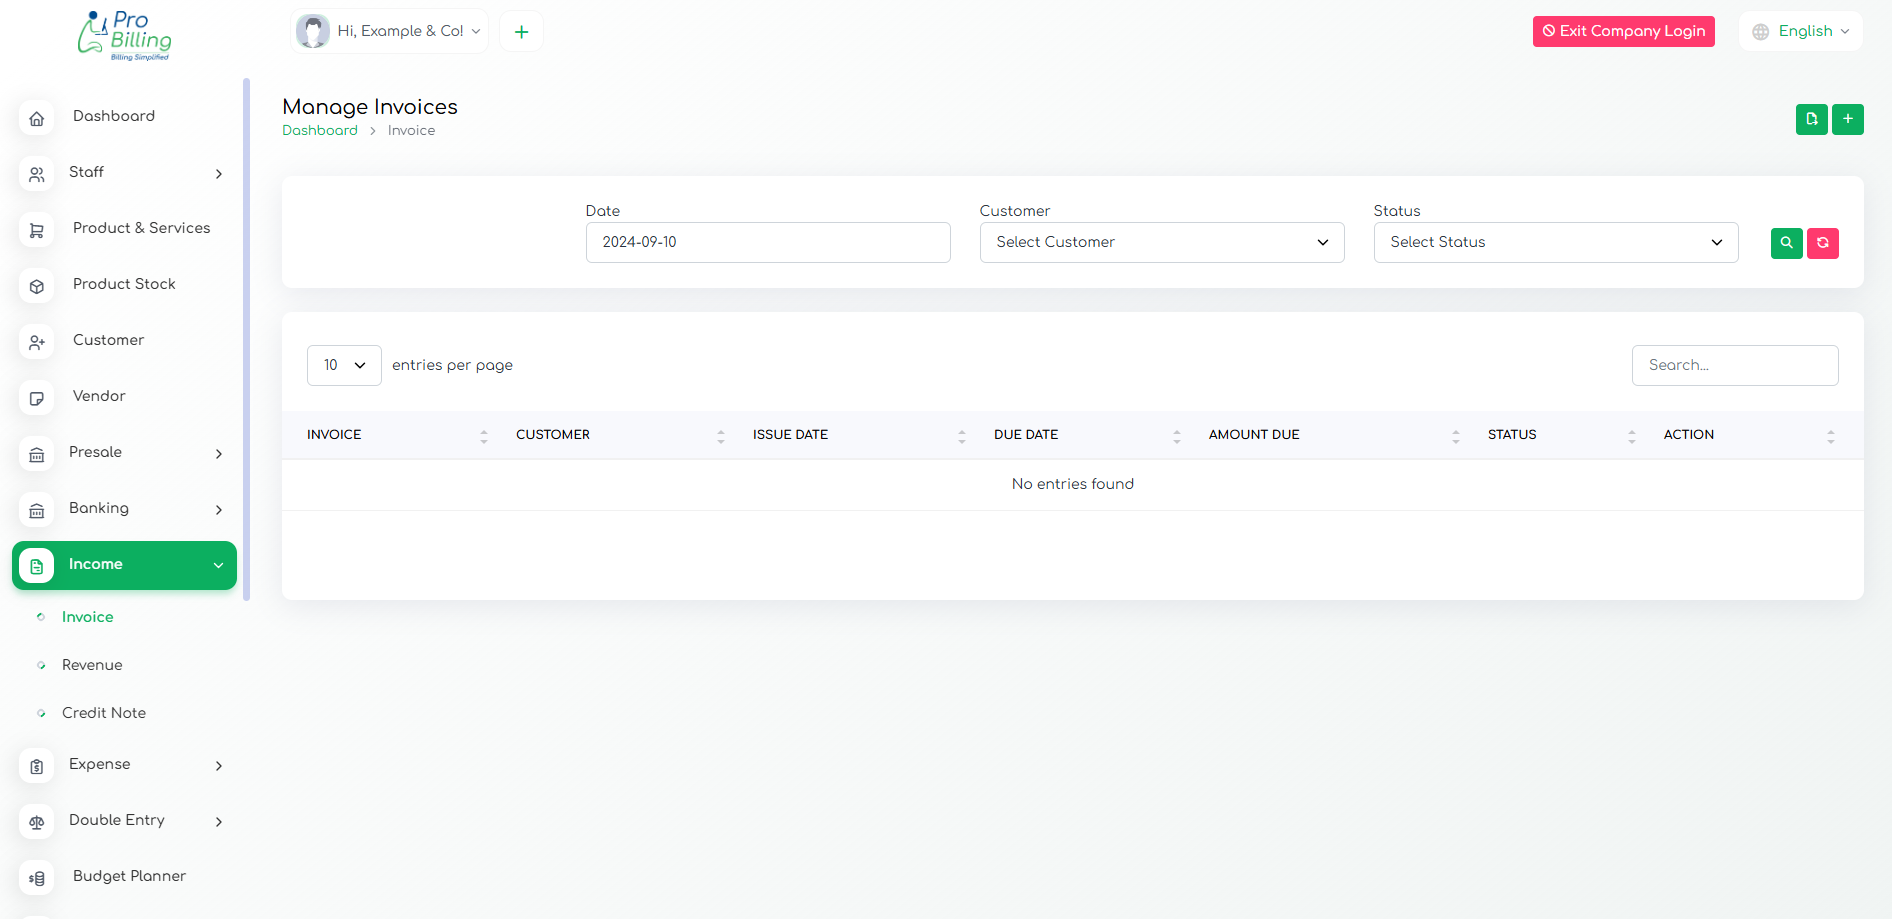 Pro
Billing
Billing Simplified
Hi, Example & Co!
Exit Company Login
English
Dashboard
Staff
Product & Services
Product Stock
Customer
Vendor
Presale
Banking
Income
Invoice
Revenue
Credit Note
Expense
Double Entry
Budget Planner
Manage Invoices
Dashboard > Invoice
Date
Customer
Status
2024-09-10
Select Customer
Select Status
10 entries per page
Search...
INVOICE CUSTOMER ISSUE DATE DUE DATE AMOUNT DUE STATUS ACTION
No entries found